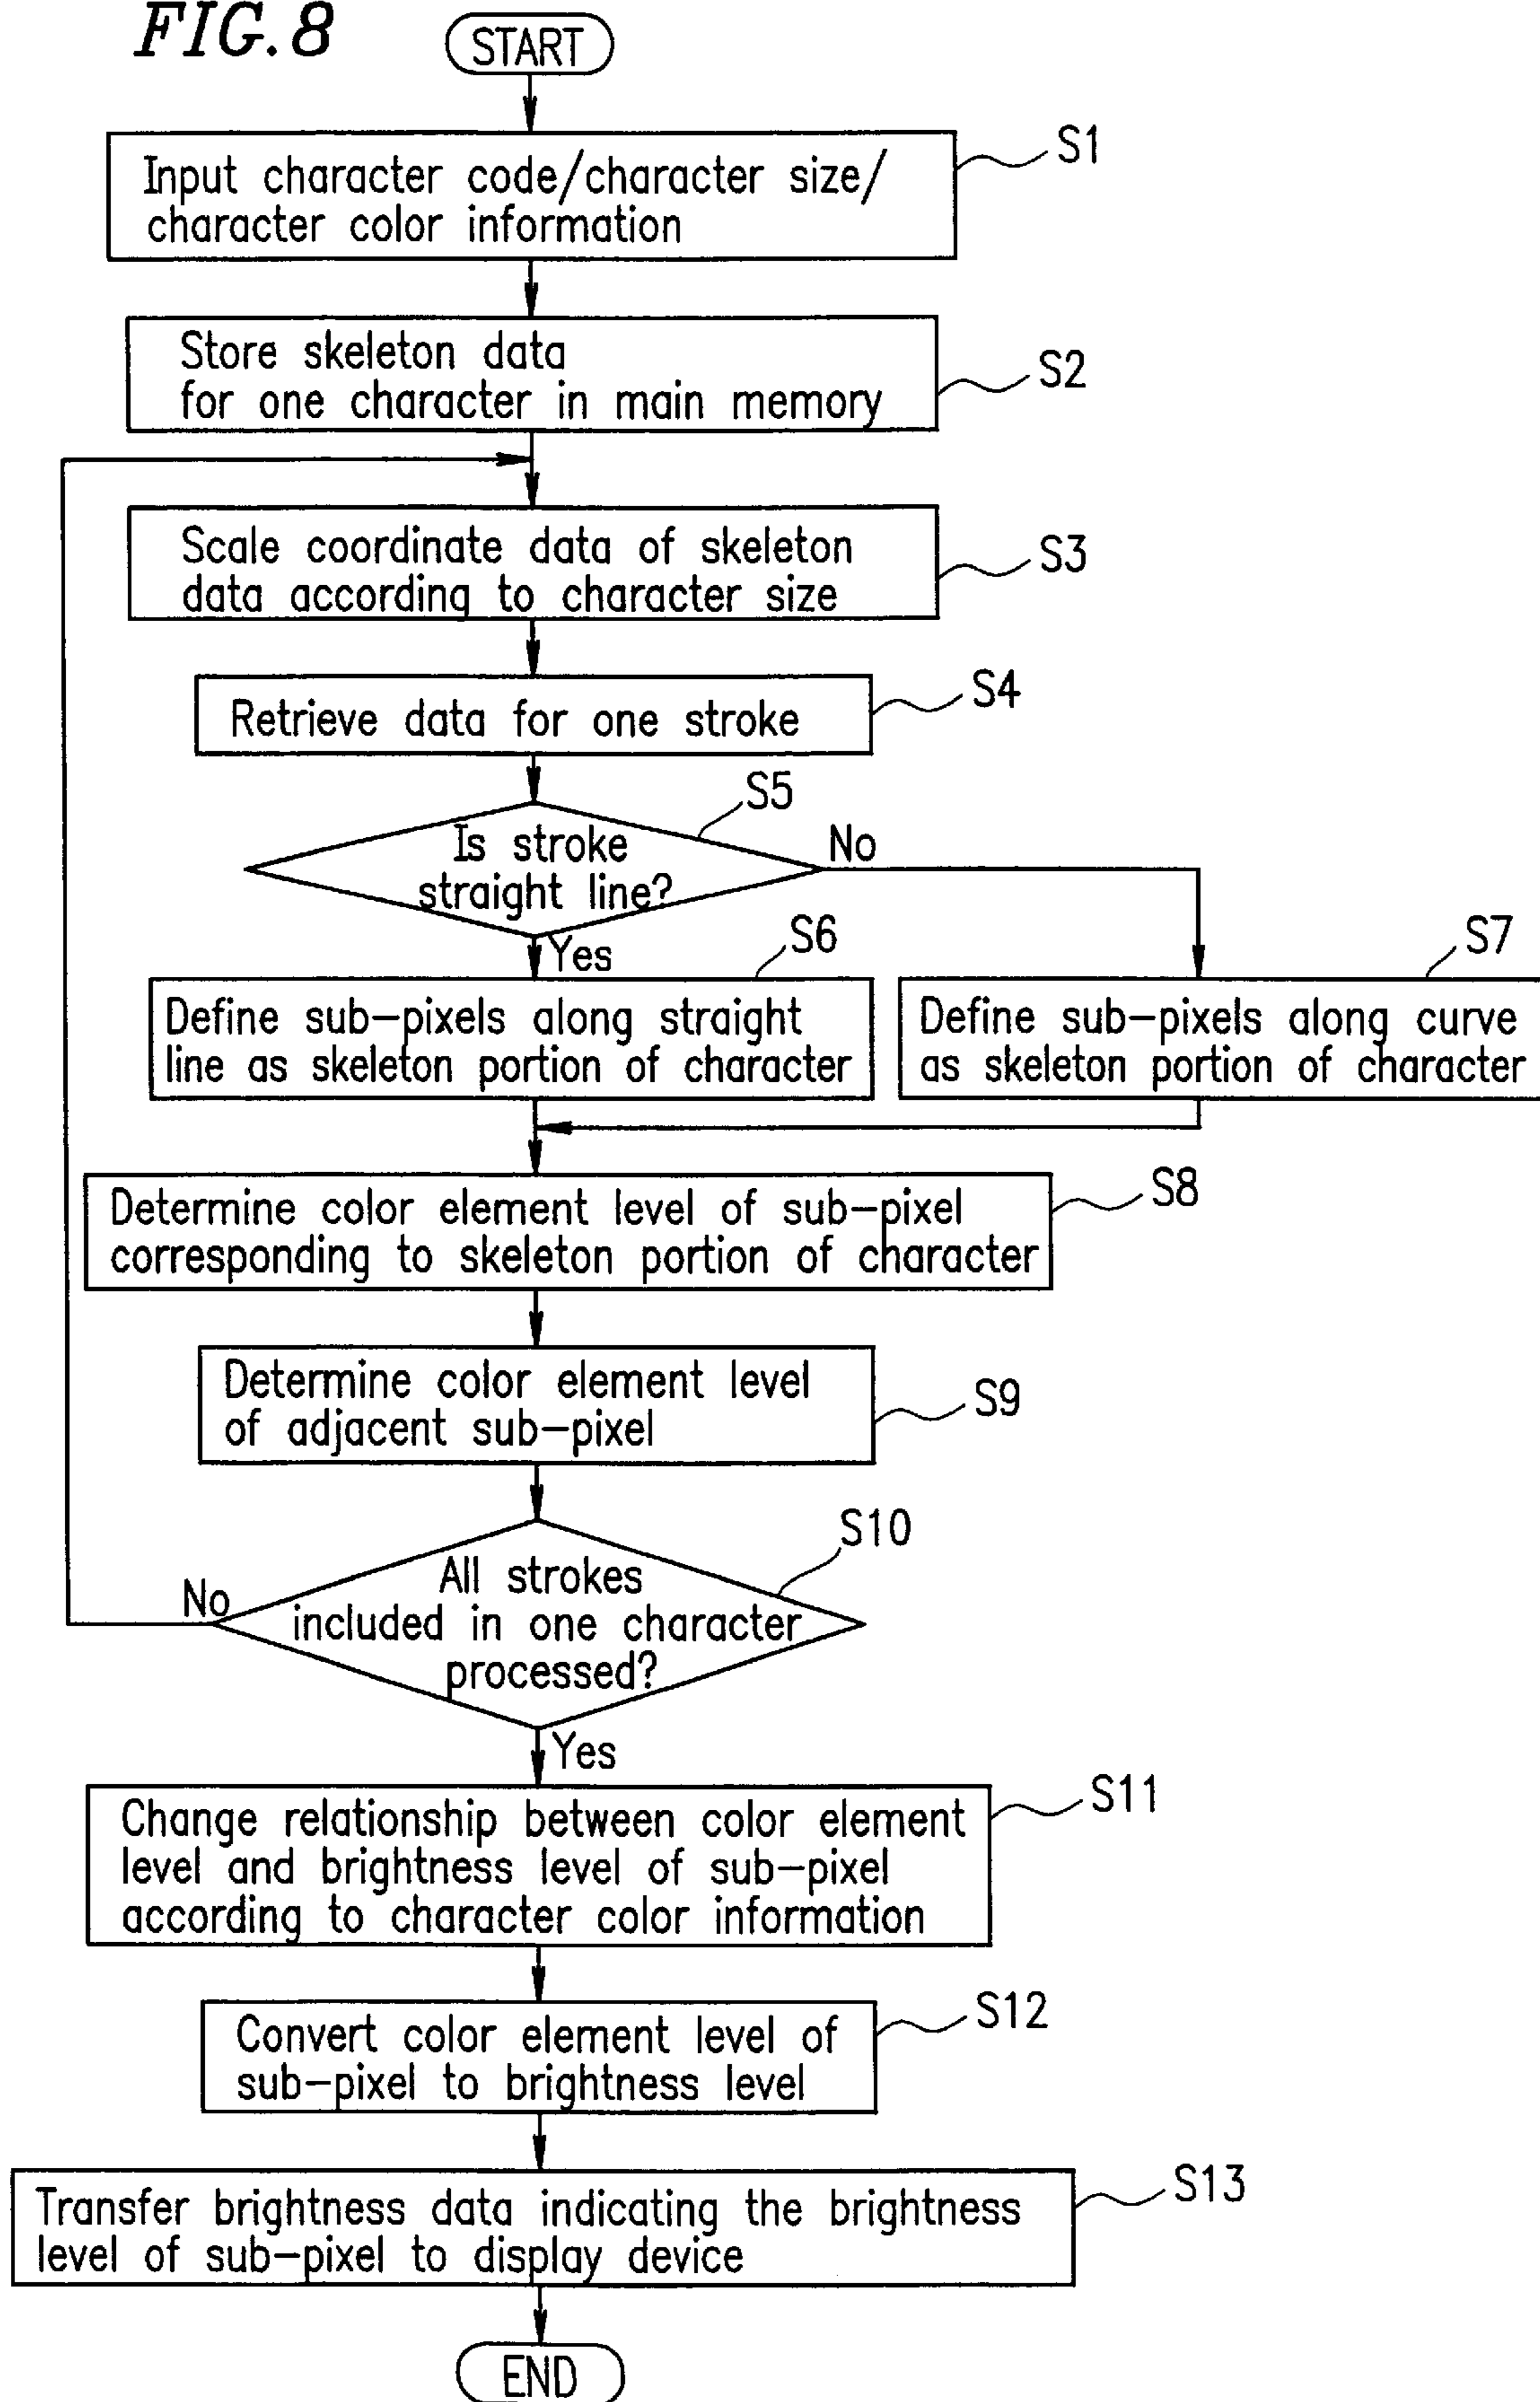 FIG.8
START
S1
Input character code/character size/
character color information
S2
Store skeleton data
for one character in main memory
S3
Scale coordinate data of skeleton
data according to character size
S4
Retrieve data for one stroke
S5
Is stroke
straight line?
No
Yes
S6
Define sub-pixels along straight
line as skeleton portion of character
S7
Define sub-pixels along curve
as skeleton portion of character
S8
Determine color element level of sub-pixel
corresponding to skeleton portion of character
S9
Determine color element level
of adjacent sub-pixel
S10
All strokes
included in one character
processed?
No
Yes
S11
Change relationship between color element
level and brightness level of sub-pixel
according to character color information
S12
Convert color element level of
sub-pixel to brightness level
S13
Transfer brightness data indicating the brightness
level of sub-pixel to display device
END